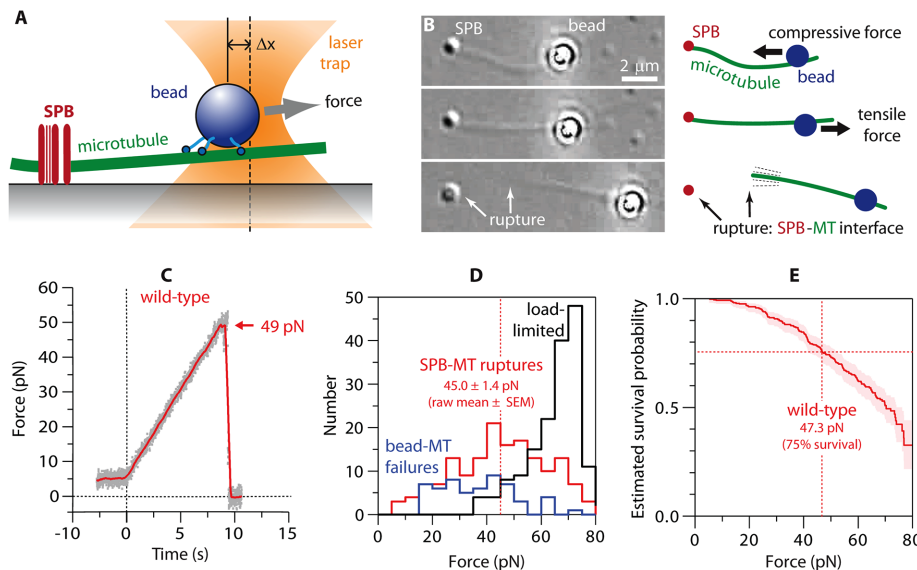 A
Δx
laser
trap
bead
force
SPB
microtubule
B
SPB
bead
2 μm
rupture
SPB
compressive force
microtubule
bead
tensile
force
rupture: SPB-MT interface
C
wild-type
49 pN
Force (pN)
60
50
40
30
20
10
0
-10
-5
0
5
10
15
Time (s)
D
load-
limited
SPB-MT ruptures
45.0 ± 1.4 pN
(raw mean ± SEM)
bead-MT
failures
Number
50
40
30
20
10
0
0
20
40
60
80
Force (pN)
E
wild-type
47.3 pN
(75% survival)
Estimated survival probability
1.0
0.5
0.0
0
20
40
60
80
Force (pN)